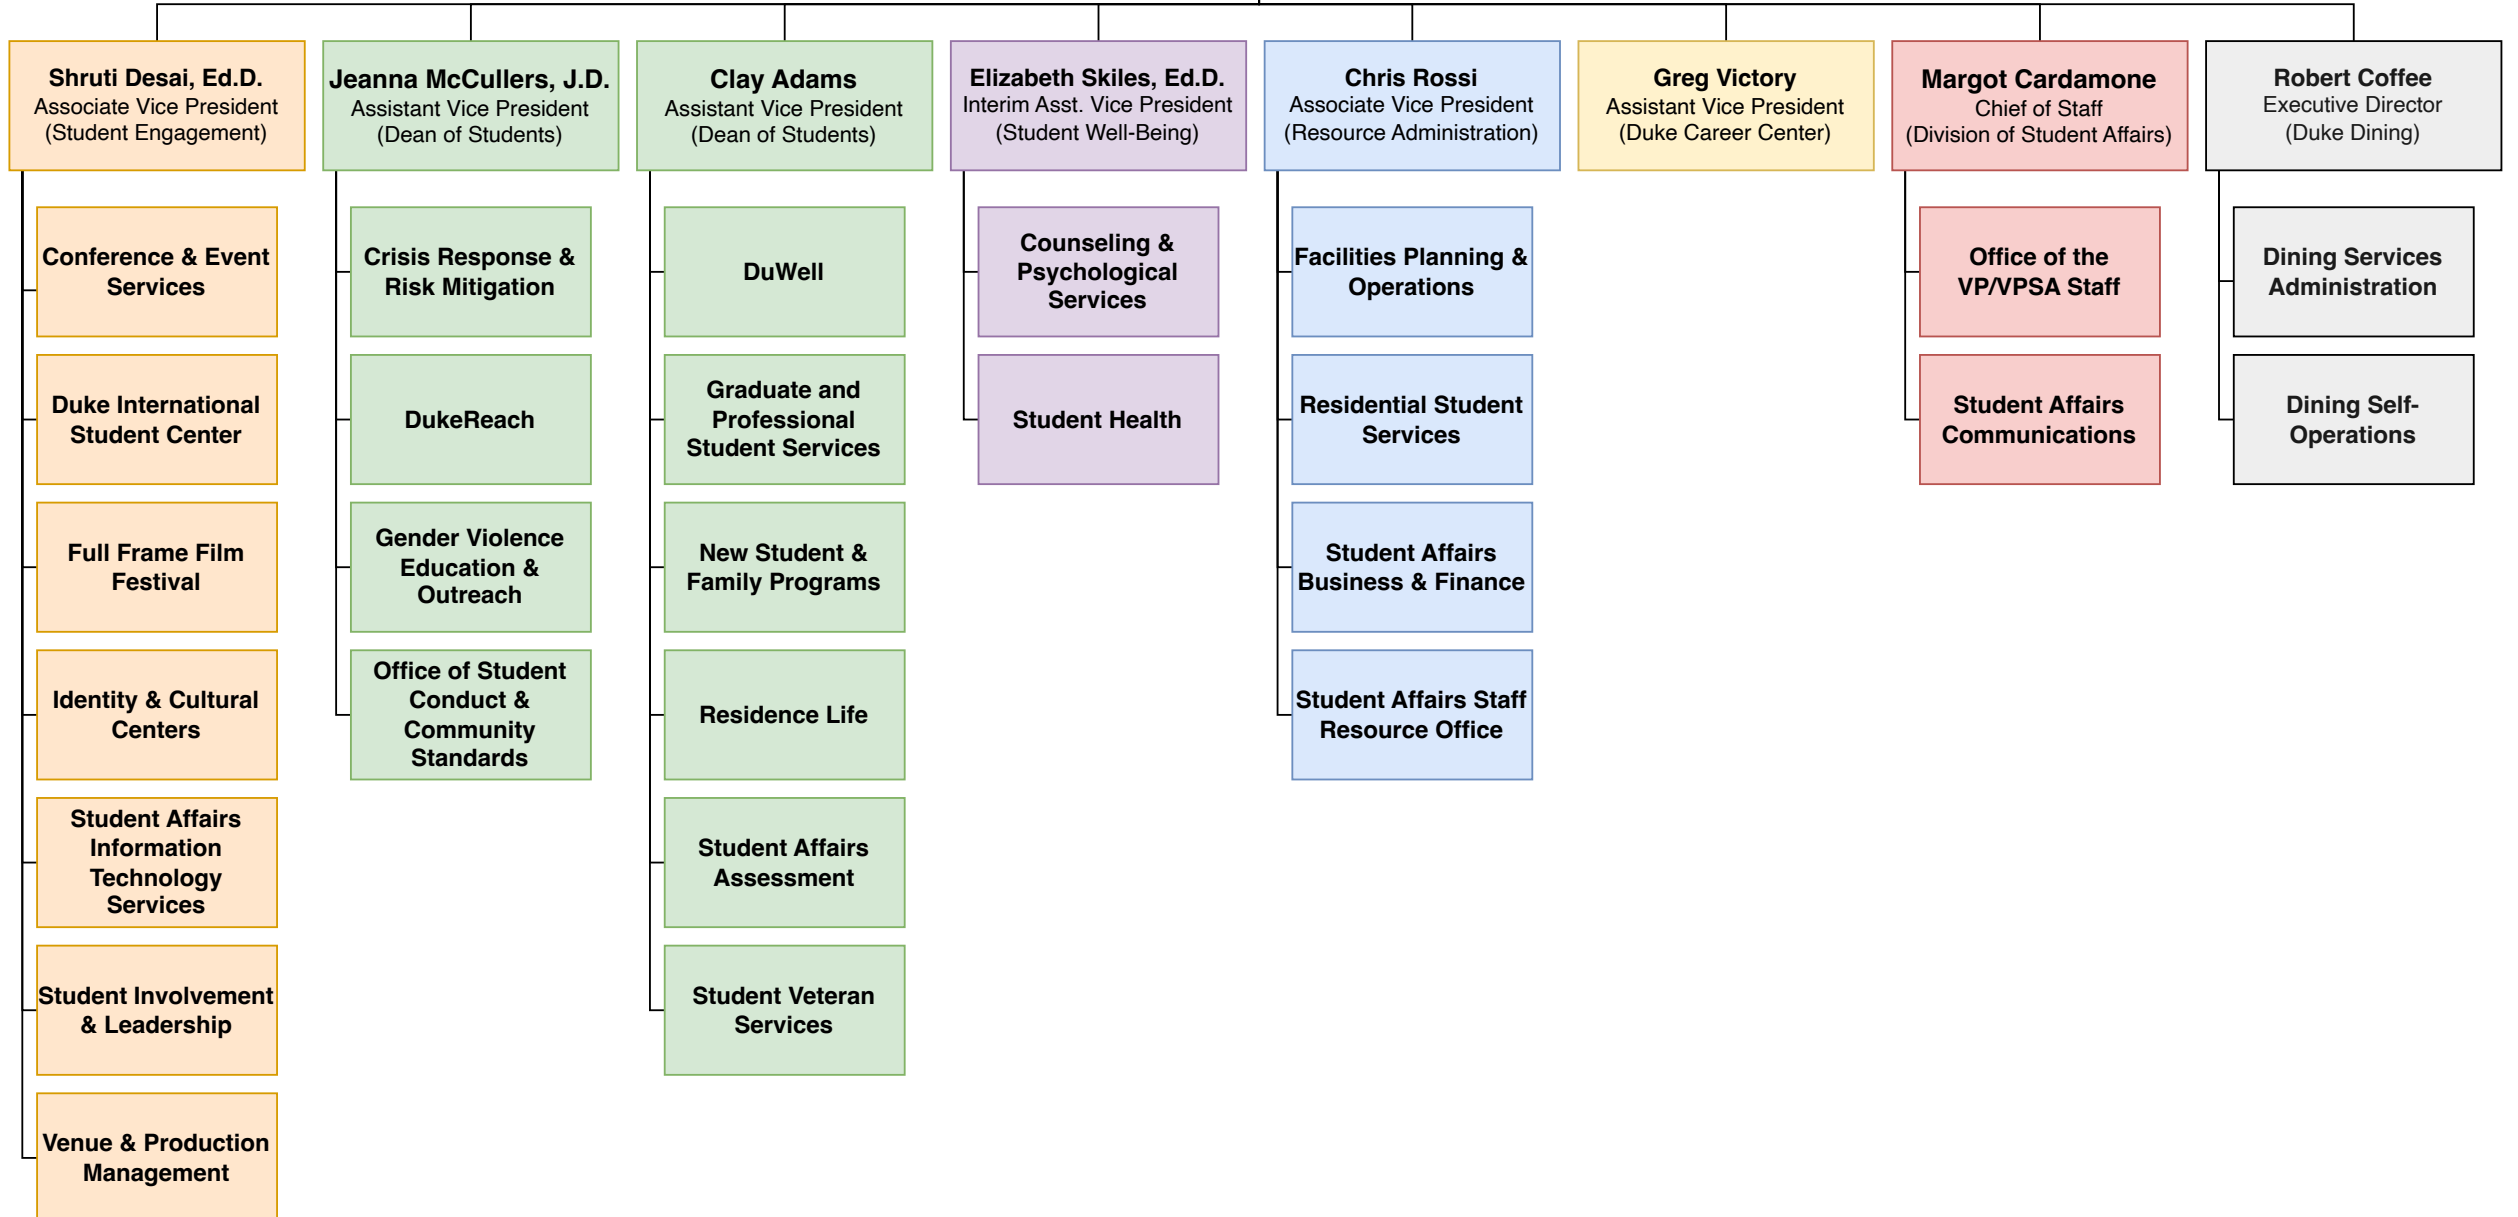 Shruti Desai, Ed.D.
Associate Vice President
(Student Engagement)
Conference & Event
Services
Duke International
Student Center
Full Frame Film
Festival
Identity & Cultural
Centers
Student Affairs
Information
Technology
Services
Student Involvement
& Leadership
Venue & Production
Management
Jeanna McCullers, J.D.
Assistant Vice President
(Dean of Students)
Crisis Response &
Risk Mitigation
DukeReach
Gender Violence
Education &
Outreach
Office of Student
Conduct &
Community
Standards
Clay Adams
Assistant Vice President
(Dean of Students)
DuWell
Graduate and
Professional
Student Services
New Student &
Family Programs
Residence Life
Student Affairs
Assessment
Student Veteran
Services
Elizabeth Skiles, Ed.D.
Interim Asst. Vice President
(Student Well-Being)
Counseling &
Psychological
Services
Student Health
Chris Rossi
Associate Vice President
(Resource Administration)
Facilities Planning &
Operations
Residential Student
Services
Student Affairs
Business & Finance
Student Affairs Staff
Resource Office
Greg Victory
Assistant Vice President
(Duke Career Center)
Margot Cardamone
Chief of Staff
(Division of Student Affairs)
Office of the
VP/VPSA Staff
Student Affairs
Communications
Robert Coffee
Executive Director
(Duke Dining)
Dining Services
Administration
Dining Self-
Operations